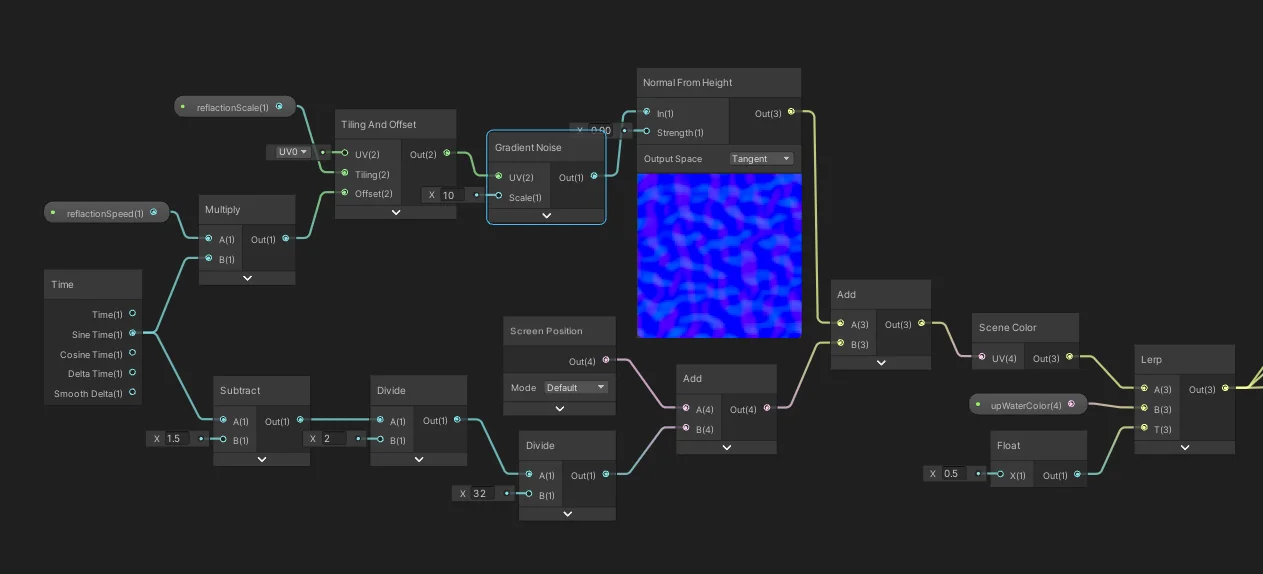 reflactionScale(1)
Tiling And Offset
UV0
UV(2)
Out(2)
Tiling(2)
Offset(2)
Gradient Noise
UV(2)
Out(1)
X 10
Scale(1)
Normal From Height
In(1)
Out(3)
X 0.90
Strength(1)
Output Space
Tangent
reflectionSpeed(1)
Multiply
A(1)
Out(1)
B(1)
Time
Time(1)
Sine Time(1)
Cosine Time(1)
Delta Time(1)
Smooth Delta(1)
Subtract
A(1)
Out(1)
X 1.5
B(1)
Divide
A(1)
Out(1)
X 2
B(1)
Divide
A(1)
Out(1)
X 32
B(1)
Screen Position
Out(4)
Mode
Default
Add
A(4)
Out(4)
B(4)
Add
A(3)
Out(3)
B(3)
Scene Color
UV(4)
Out(3)
upWaterColor(4)
Float
X 0.5
X(1)
Out(1)
Lerp
A(3)
Out(3)
B(3)
T(3)